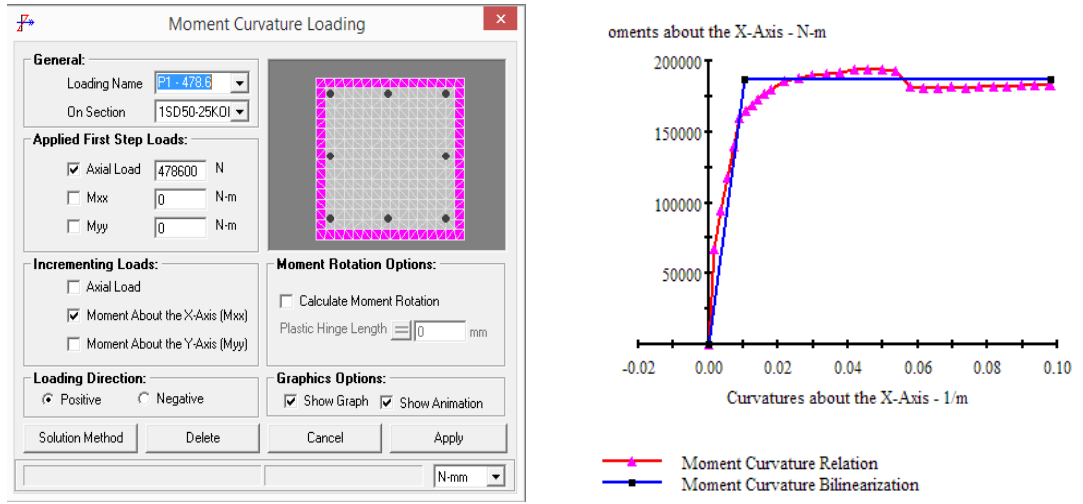 Moment Curvature Loading
General:
Loading Name P1 - 478.6
On Section 1SD50-25KOl
Applied First Step Loads:
Axial Load 478600 N
Mxx 0 N-m
Myy 0 N-m
Incrementing Loads:
Axial Load
Moment About the X-Axis (Mxx)
Moment About the Y-Axis (Myy)
Moment Rotation Options:
Calculate Moment Rotation
Plastic Hinge Length 0 mm
Loading Direction:
Positive Negative
Graphics Options:
Show Graph Show Animation
Solution Method Delete Cancel Apply
N-mm
oments about the X-Axis - N-m
200000
150000
100000
50000
-0.02 0.00 0.02 0.04 0.06 0.08 0.10
Curvatures about the X-Axis - 1/m
Moment Curvature Relation
Moment Curvature Bilinearization